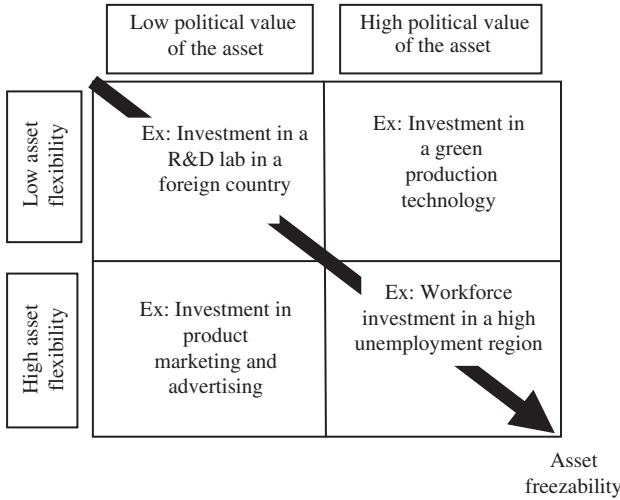 Low political value
of the asset
High political value
of the asset
Low asset
flexibility
Ex: Investment in a
R&D lab in a
foreign country
Ex: Investment in
a green
production
technology
High asset
flexibility
Ex: Investment in
product
marketing and
advertising
Ex: Workforce
investment in a high
unemployment region
Asset
freezability